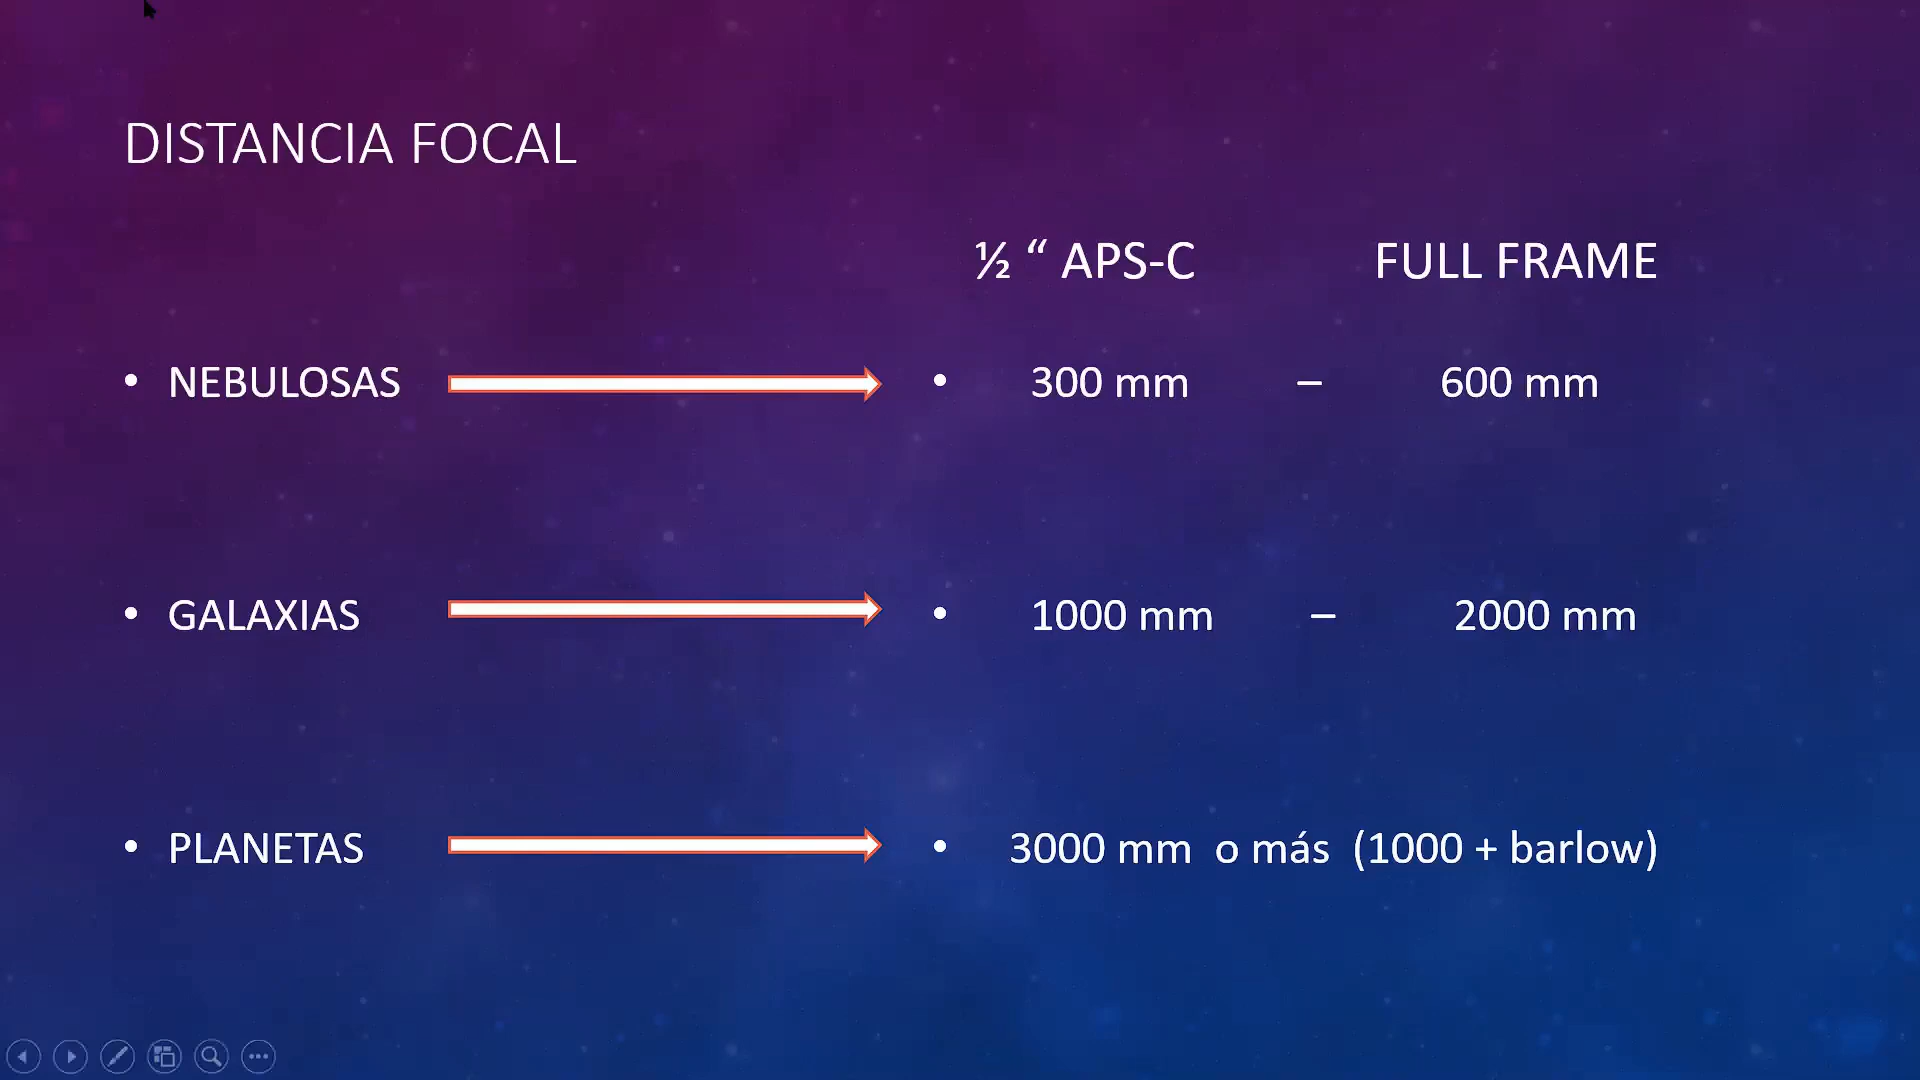 DISTANCIA FOCAL
½ “ APS-C FULL FRAME
• NEBULOSAS • 300 mm – 600 mm
• GALAXIAS • 1000 mm – 2000 mm
• PLANETAS • 3000 mm o más (1000 + barlow)